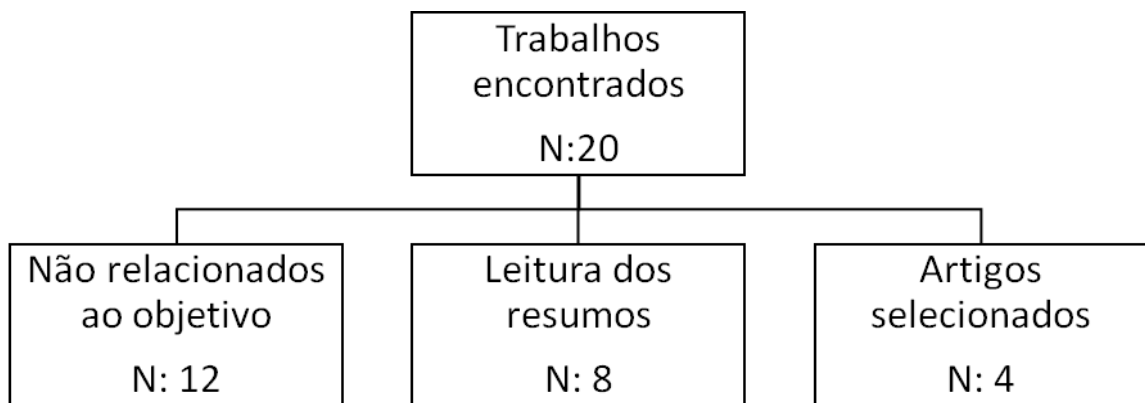 Trabalhos
encontrados
N:20
Não relacionados
ao objetivo
N: 12
Leitura dos
resumos
N: 8
Artigos
selecionados
N: 4